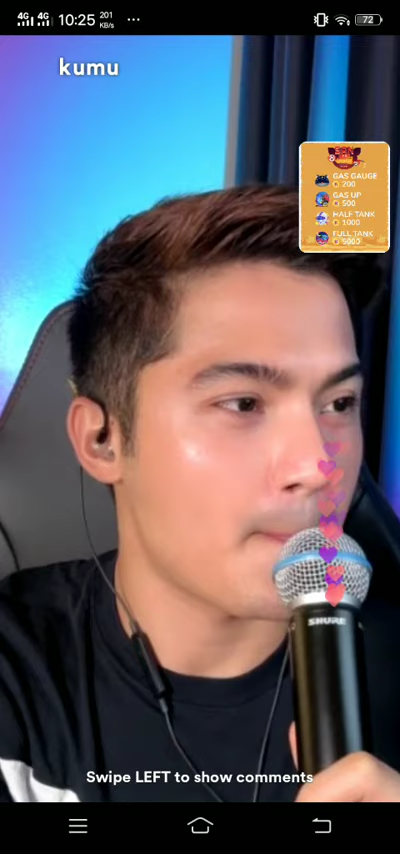 4G 4G 10:25 201 KB/s ... 72
kumu
GAS GAUGE
200
GAS UP
500
HALF TANK
1000
FULL TANK
5000
SHURE
Swipe LEFT to show comments